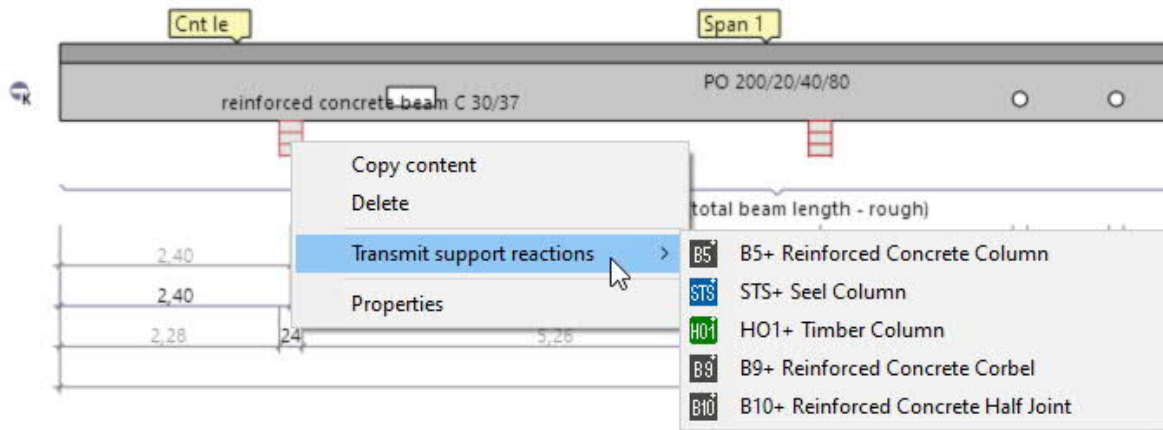 Cnt le
Span 1
PO 200/20/40/80
reinforced concrete beam C 30/37
K
Copy content
Delete
(total beam length - rough)
Transmit support reactions
B5+ B5+ Reinforced Concrete Column
2,40
STS+ STS+ Seel Column
2,40
Properties
HO1+ HO1+ Timber Column
2,28
24
5,26
B9+ B9+ Reinforced Concrete Corbel
B10+ B10+ Reinforced Concrete Half Joint